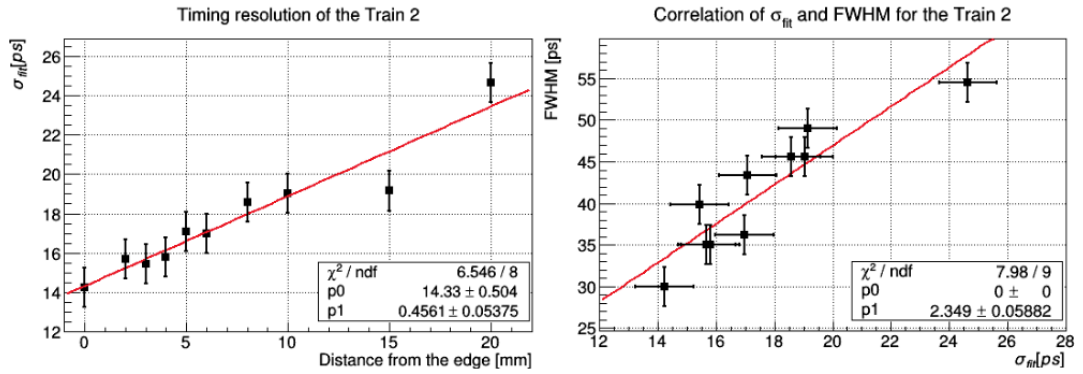 Timing resolution of the Train 2
σfit[ps]
26
24
22
20
18
16
14
12
0
5
10
15
20
Distance from the edge [mm]
χ² / ndf 6.546 / 8
p0 14.33 ± 0.504
p1 0.4561 ± 0.05375
Correlation of σfit and FWHM for the Train 2
FWHM [ps]
55
50
45
40
35
30
25
12
14
16
18
20
22
24
26
28
σfit[ps]
χ² / ndf 7.98 / 9
p0 0 ± 0
p1 2.349 ± 0.05882